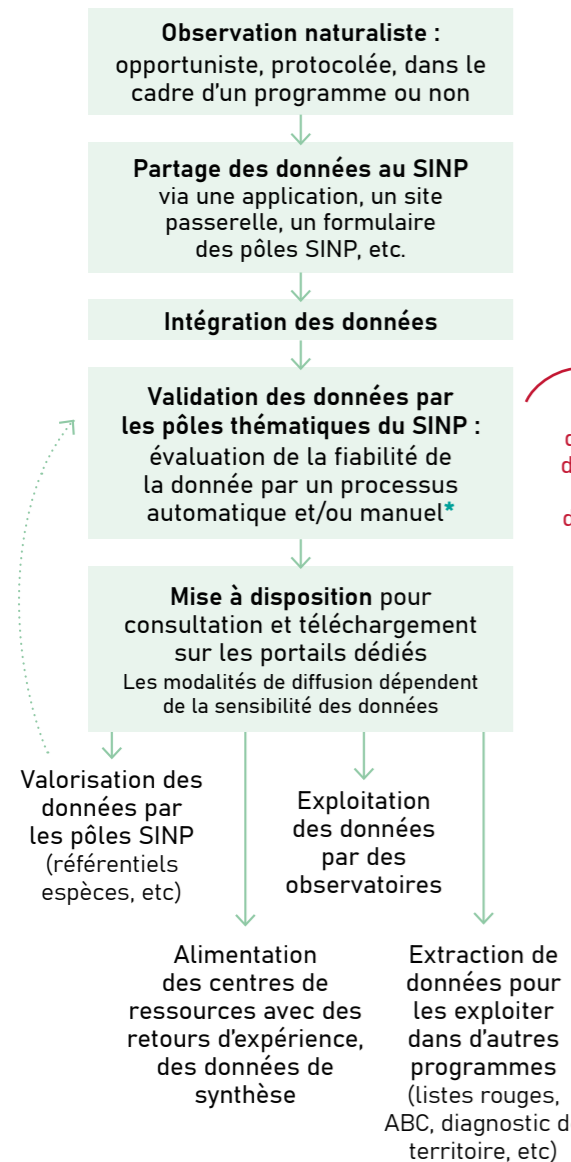 Observation naturaliste :
opportuniste, protocolée, dans le
cadre d'un programme ou non
Partage des données au SINP
via une application, un site
passerelle, un formulaire
des pôles SINP, etc.
Intégration des données
Validation des données par
les pôles thématiques du SINP :
évaluation de la fiabilité de
la donnée par un processus
automatique et/ou manuel*
Mise à disposition pour
consultation et téléchargement
sur les portails dédiés
Les modalités de diffusion dépendent
de la sensibilité des données
Valorisation des
données par
les pôles SINP
(référentiels
espèces, etc)
Exploitation
des données
par des
observatoires
Alimentation
des centres de
ressources avec des
retours d'expérience,
des données de
synthèse
Extraction de
données pour
les exploiter
dans d'autres
programmes
(listes rouges,
ABC, diagnostic d
territoire, etc)